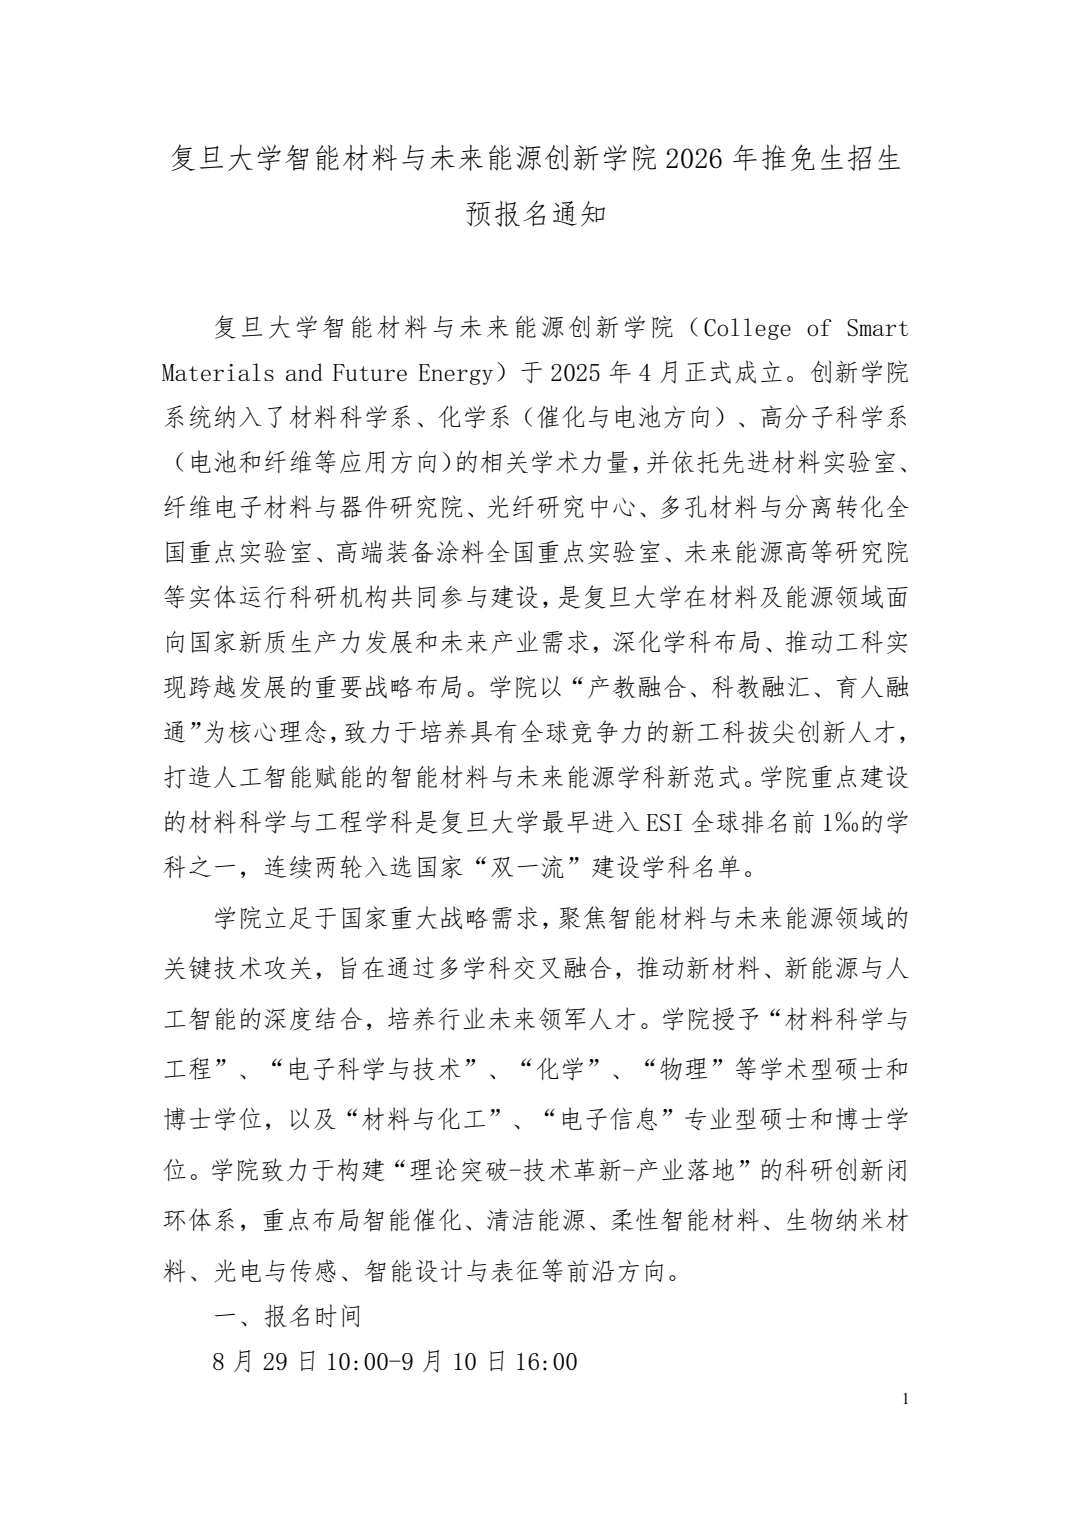 复旦大学智能材料与未来能源创新学院 2026 年推免生招生
预报名通知
复旦大学智能材料与未来能源创新学院（College of Smart
Materials and Future Energy）于 2025 年 4 月正式成立。创新学院
系统纳入了材料科学系、化学系（催化与电池方向）、高分子科学系
（电池和纤维等应用方向）的相关学术力量，并依托先进材料实验室、
纤维电子材料与器件研究院、光纤研究中心、多孔材料与分离转化全
国重点实验室、高端装备涂料全国重点实验室、未来能源高等研究院
等实体运行科研机构共同参与建设，是复旦大学在材料及能源领域面
向国家新质生产力发展和未来产业需求，深化学科布局、推动工科实
现跨越发展的重要战略布局。学院以“产教融合、科教融汇、育人融
通”为核心理念，致力于培养具有全球竞争力的新工科拔尖创新人才，
打造人工智能赋能的智能材料与未来能源学科新范式。学院重点建设
的材料科学与工程学科是复旦大学最早进入 ESI 全球排名前 1‰的学
科之一，连续两轮入选国家“双一流”建设学科名单。
学院立足于国家重大战略需求，聚焦智能材料与未来能源领域的
关键技术攻关，旨在通过多学科交叉融合，推动新材料、新能源与人
工智能的深度结合，培养行业未来领军人才。学院授予“材料科学与
工程”、“电子科学与技术”、“化学”、“物理”等学术型硕士和
博士学位，以及“材料与化工”、“电子信息”专业型硕士和博士学
位。学院致力于构建“理论突破-技术革新-产业落地”的科研创新闭
环体系，重点布局智能催化、清洁能源、柔性智能材料、生物纳米材
料、光电与传感、智能设计与表征等前沿方向。
一、报名时间
8 月 29 日 10:00-9 月 10 日 16:00
1